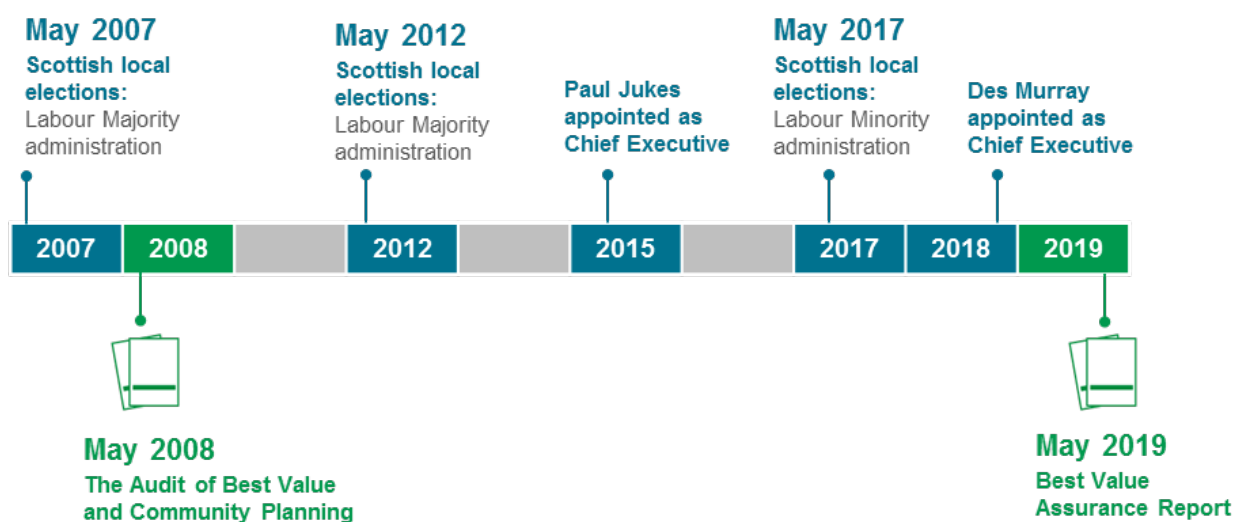 May 2007
Scottish local
elections:
Labour Majority
administration
May 2012
Scottish local
elections:
Labour Majority
administration
Paul Jukes
appointed as
Chief Executive
May 2017
Scottish local
elections:
Labour Minority
administration
Des Murray
appointed as
Chief Executive
2007
2008
2012
2015
2017
2018
2019
May 2008
The Audit of Best Value
and Community Planning
May 2019
Best Value
Assurance Report